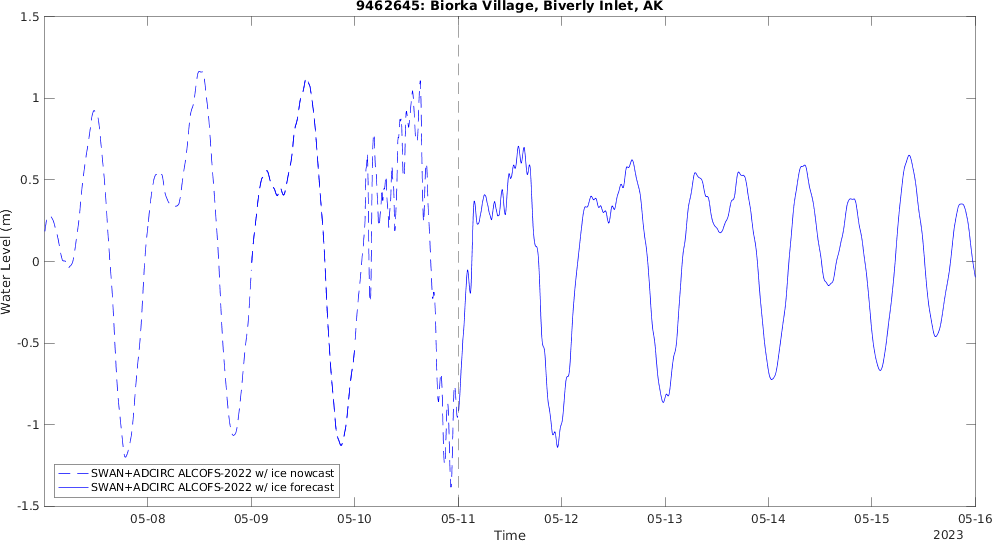 9462645: Biorka Village, Biverly Inlet, AK
1.5
1
0.5
0
-0.5
-1
-1.5
Water Level (m)
SWAN+ADCIRC ALCOFS-2022 w/ ice nowcast
SWAN+ADCIRC ALCOFS-2022 w/ ice forecast
05-08 05-09 05-10 05-11 05-12 05-13 05-14 05-15 05-16
Time
2023